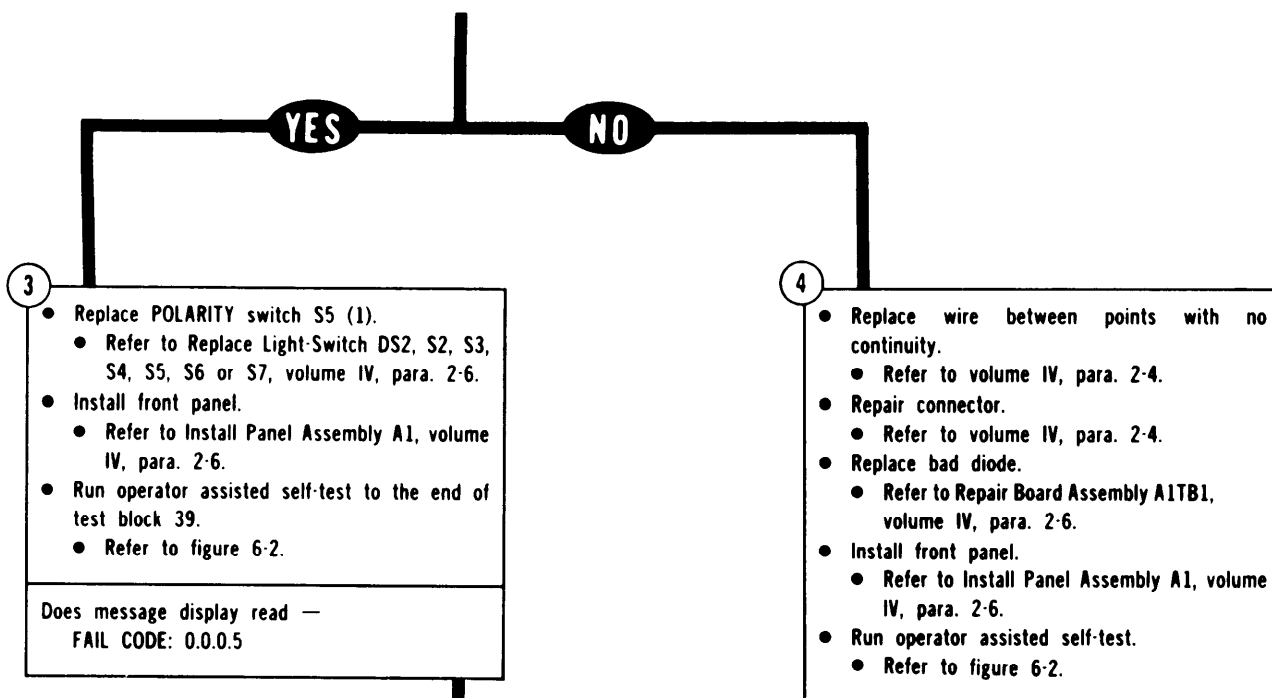 YES
NO
3
● Replace POLARITY switch S5 (1).
● Refer to Replace Light-Switch DS2, S2, S3,
S4, S5, S6 or S7, volume IV, para. 2-6.
● Install front panel.
● Refer to Install Panel Assembly A1, volume
IV, para. 2-6.
● Run operator assisted self-test to the end of
test block 39.
● Refer to figure 6-2.
Does message display read —
FAIL CODE: 0.0.0.5
4
● Replace wire between points with no
continuity.
● Refer to volume IV, para. 2-4.
● Repair connector.
● Refer to volume IV, para. 2-4.
● Replace bad diode.
● Refer to Repair Board Assembly A1TB1,
volume IV, para. 2-6.
● Install front panel.
● Refer to Install Panel Assembly A1, volume
IV, para. 2-6.
● Run operator assisted self-test.
● Refer to figure 6-2.